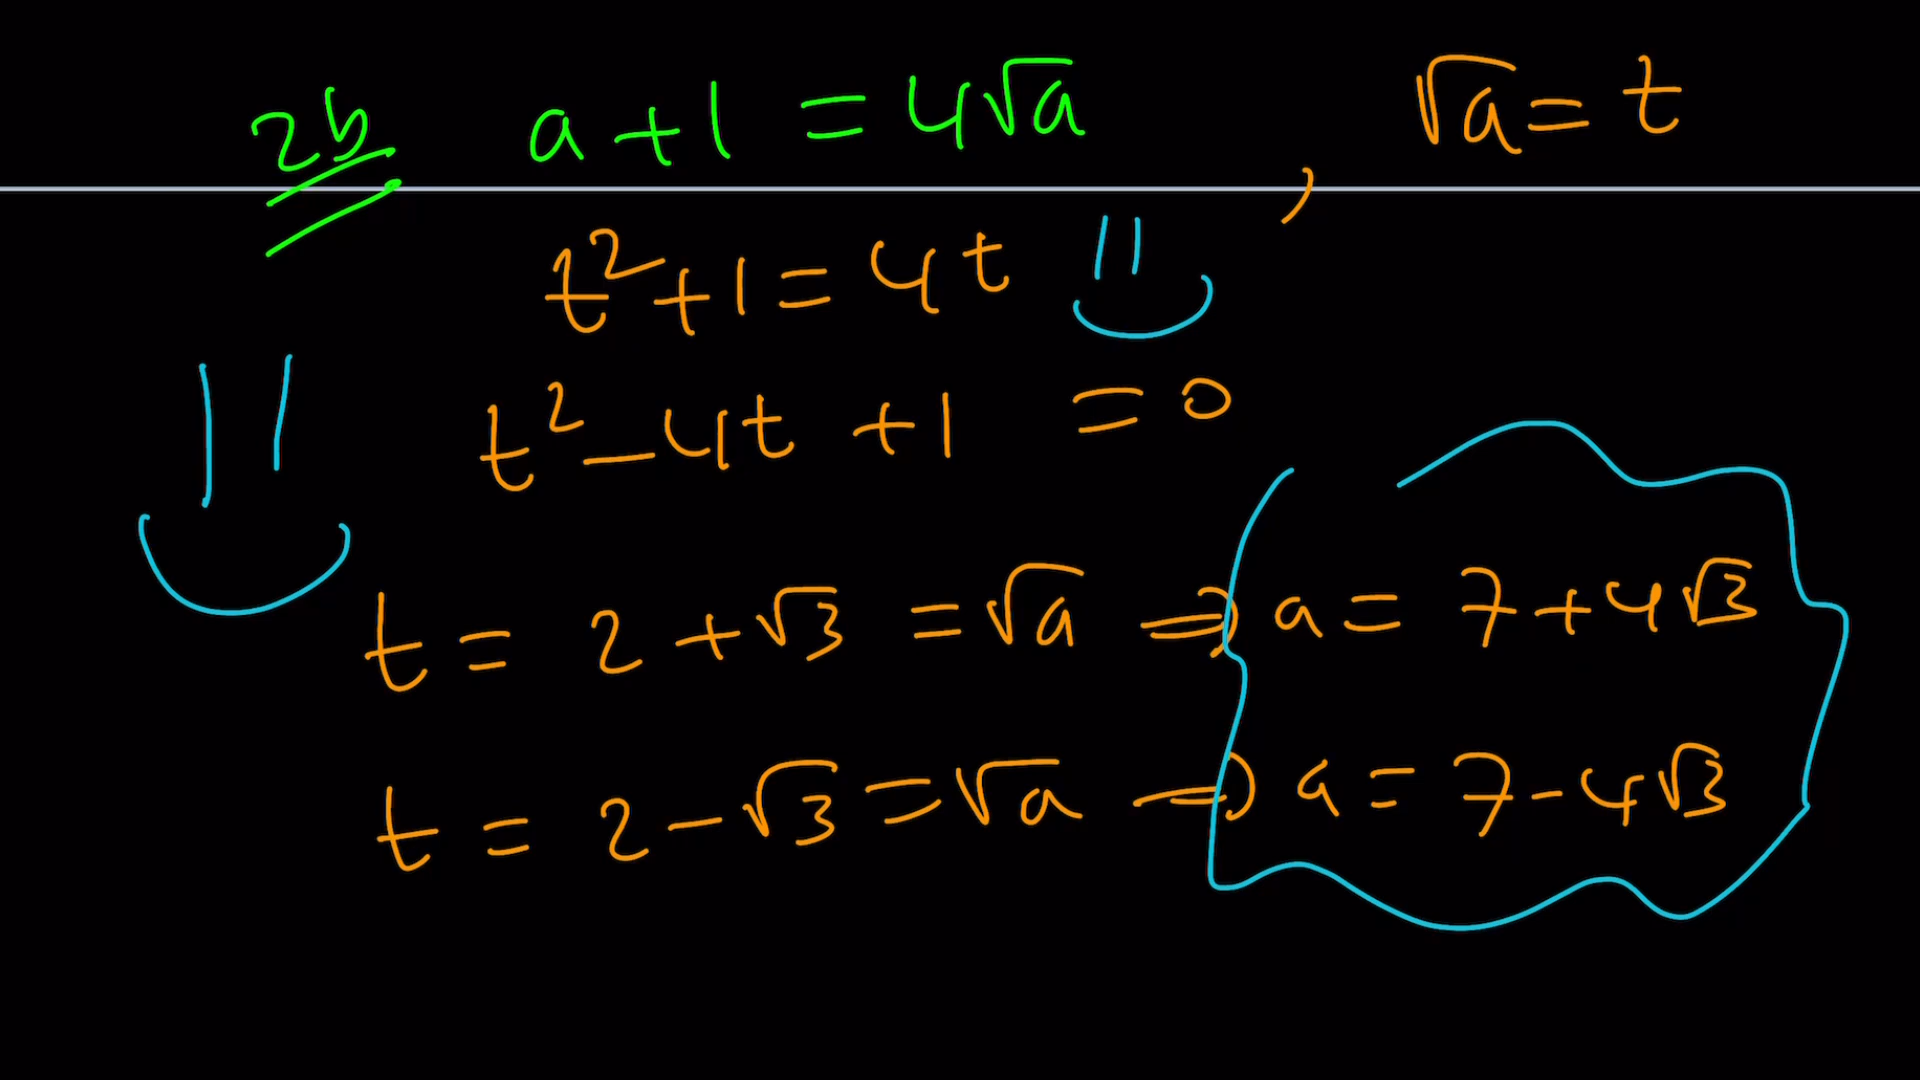 2b a+1 = 4√a , √a = t
t²+1 = 4t
t²-4t+1 = 0
t = 2+√3 = √a ⇒ a = 7+4√3
t = 2-√3 = √a ⇒ a = 7-4√3